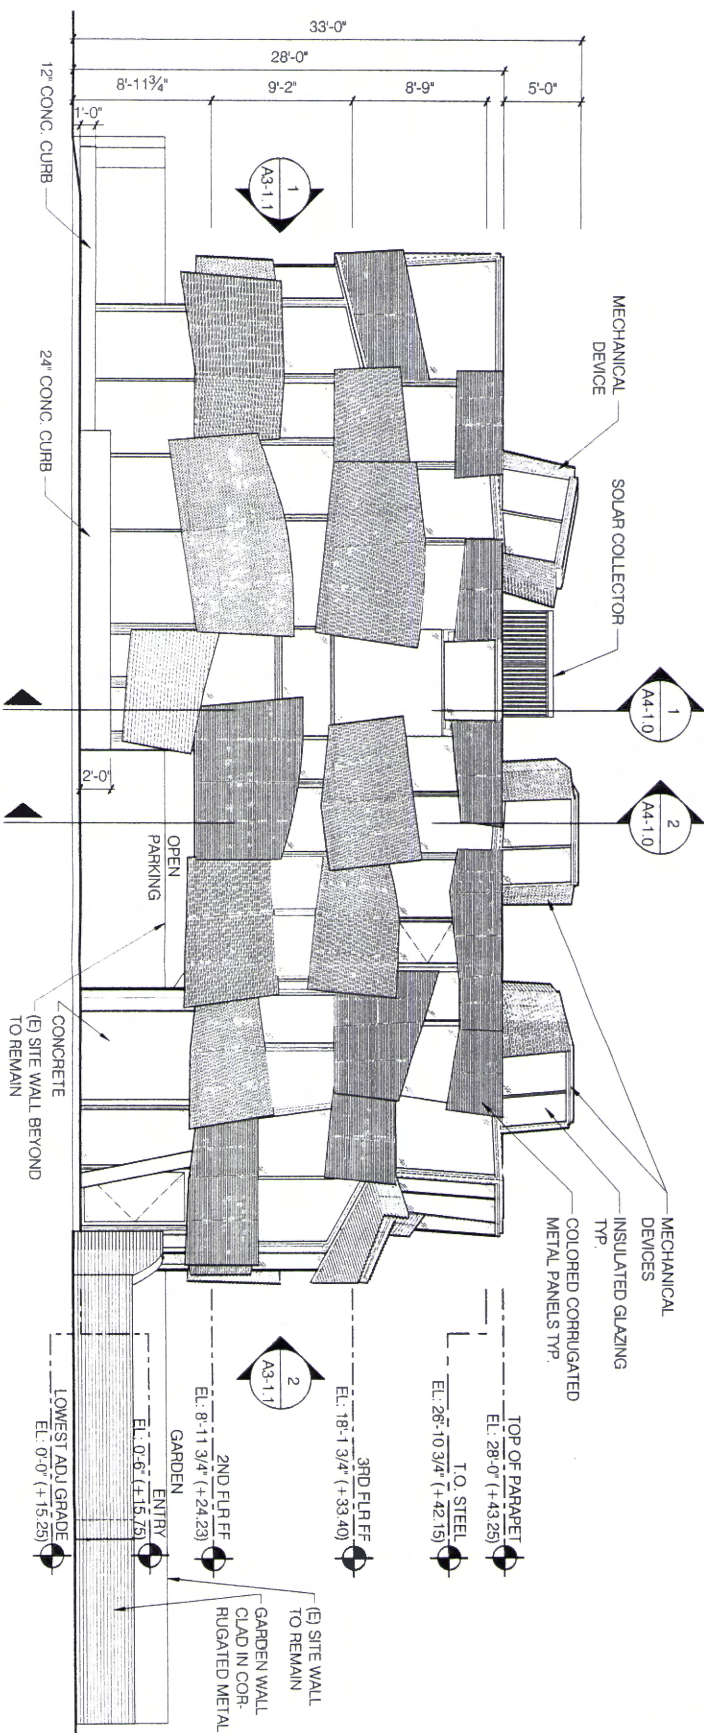 33'-0"
28'-0"
8'-11¾"
9'-2"
8'-9"
5'-0"
1'-0"
12" CONC. CURB
24" CONC. CURB
1
A3-1.1
MECHANICAL
DEVICE
SOLAR COLLECTOR
1
A4-1.0
2
A4-1.0
2'-0"
OPEN
PARKING
CONCRETE
(E) SITE WALL BEYOND
TO REMAIN
MECHANICAL
DEVICES
INSULATED GLAZING
TYP.
COLORED CORRUGATED
METAL PANELS TYP.
2
A3-1.1
TOP OF PARAPET
EL: 28'-0" (+43.25)
T.O. STEEL
EL: 26'-10 3/4" (+42.15)
3RD FLR FF
EL: 18'-1 3/4" (+33.40)
2ND FLR FF
EL: 8'-11 3/4" (+24.23)
GARDEN
ENTRY
EL: 0'-6" (+15.75)
LOWEST ADJ GRADE
EL: 0'-0" (+15.25)
(E) SITE WALL
TO REMAIN
GARDEN WALL
CLAD IN COR-
RUGATED METAL